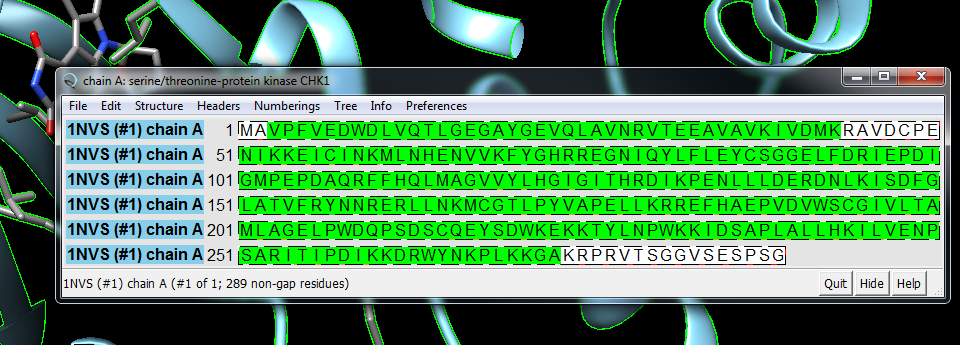 chain A: serine/threonine-protein kinase CHK1
File Edit Structure Headers Numberings Tree Info Preferences
1NVS (#1) chain A 1 MAVPFVEDWDLVQTLGEGAYGEVQLAVNRVTEEAVAVKIVDMKRAVDCPE
1NVS (#1) chain A 51 NIKKEICINKMLNHENVVKFYGHRREGNIQYLFLEYCSGGELFDRIEPDI
1NVS (#1) chain A 101 GMPEPDAQRFFHQLMAGVVYLHGIGITHRDIKPENLLLDERDNLKISDFG
1NVS (#1) chain A 151 LATVFRYNNRERLLNKMCGTLPYVAPELLKRREFHAEPVDVWSCGIVLTA
1NVS (#1) chain A 201 MLAGELPWDQPSDSCQEYSDWKEKKTYLNPWKKIDSAPLALLHKILVENP
1NVS (#1) chain A 251 SARITIPDIKKDRWYNKPLKKGAKRPRVTSGGVSESPSG
1NVS (#1) chain A (#1 of 1; 289 non-gap residues) Quit Hide Help